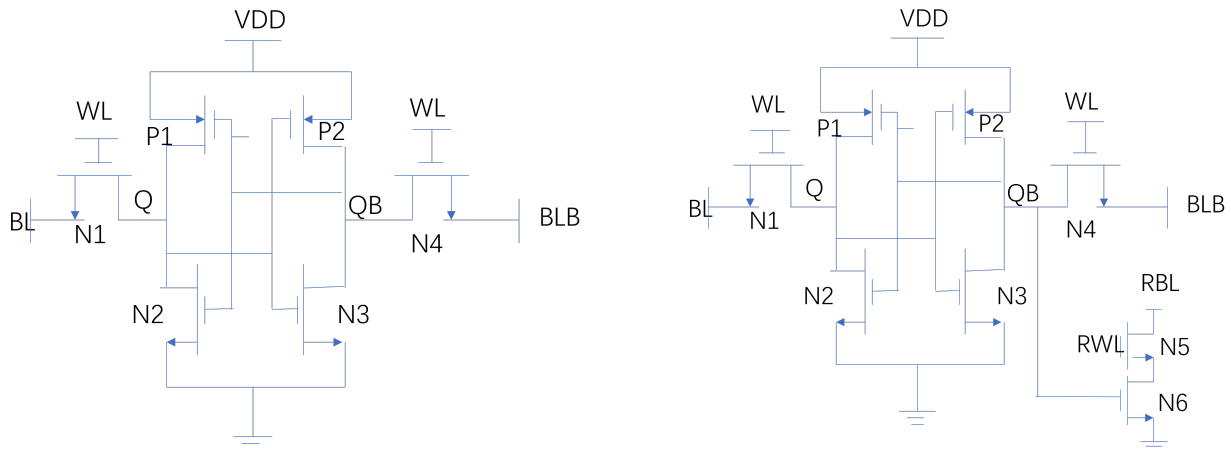 VDD
WL
WL
P1
P2
Q
QB
BL
N1
N4
BLB
N2
N3
VDD
WL
WL
P1
P2
Q
QB
BL
N1
N4
BLB
N2
N3
RBL
RWL
N5
N6